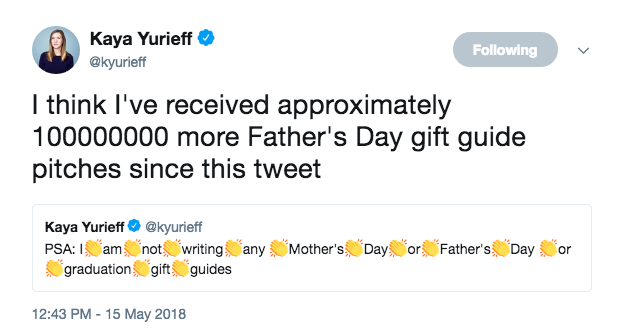 Kaya Yurieff
@kyurieff
Following
I think I've received approximately
100000000 more Father's Day gift guide
pitches since this tweet
Kaya Yurieff @kyurieff
PSA: I👏am👏not👏writing👏any👏Mother's👏Day👏or👏Father's👏Day 👏or
👏graduation👏gift👏guides
12:43 PM - 15 May 2018